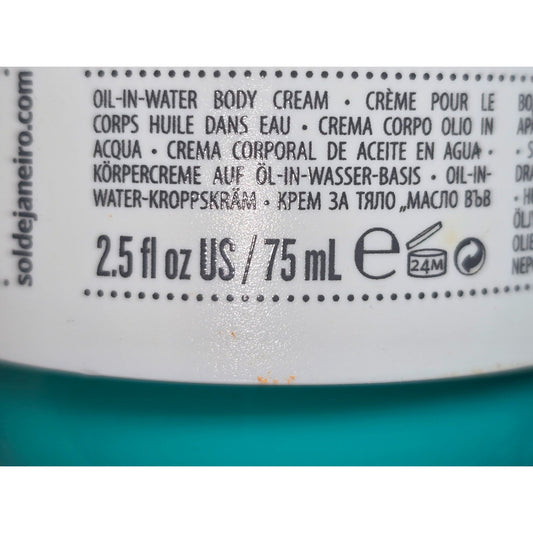 soldejaneiro.com
OIL-IN-WATER BODY CREAM • CRÈME POUR LE
CORPS HUILE DANS EAU • CREMA CORPO OLIO IN
ACQUA • CREMA CORPORAL DE ACEITE EN AGUA •
KÖRPERCREME AUF ÖL-IN-WASSER-BASIS • OIL-IN-
WATER-KROPPSKRÄM • КРЕМ ЗА ТЯЛО „МАСЛО ВЪВ
2.5 fl oz US / 75 mL ℮ 24M